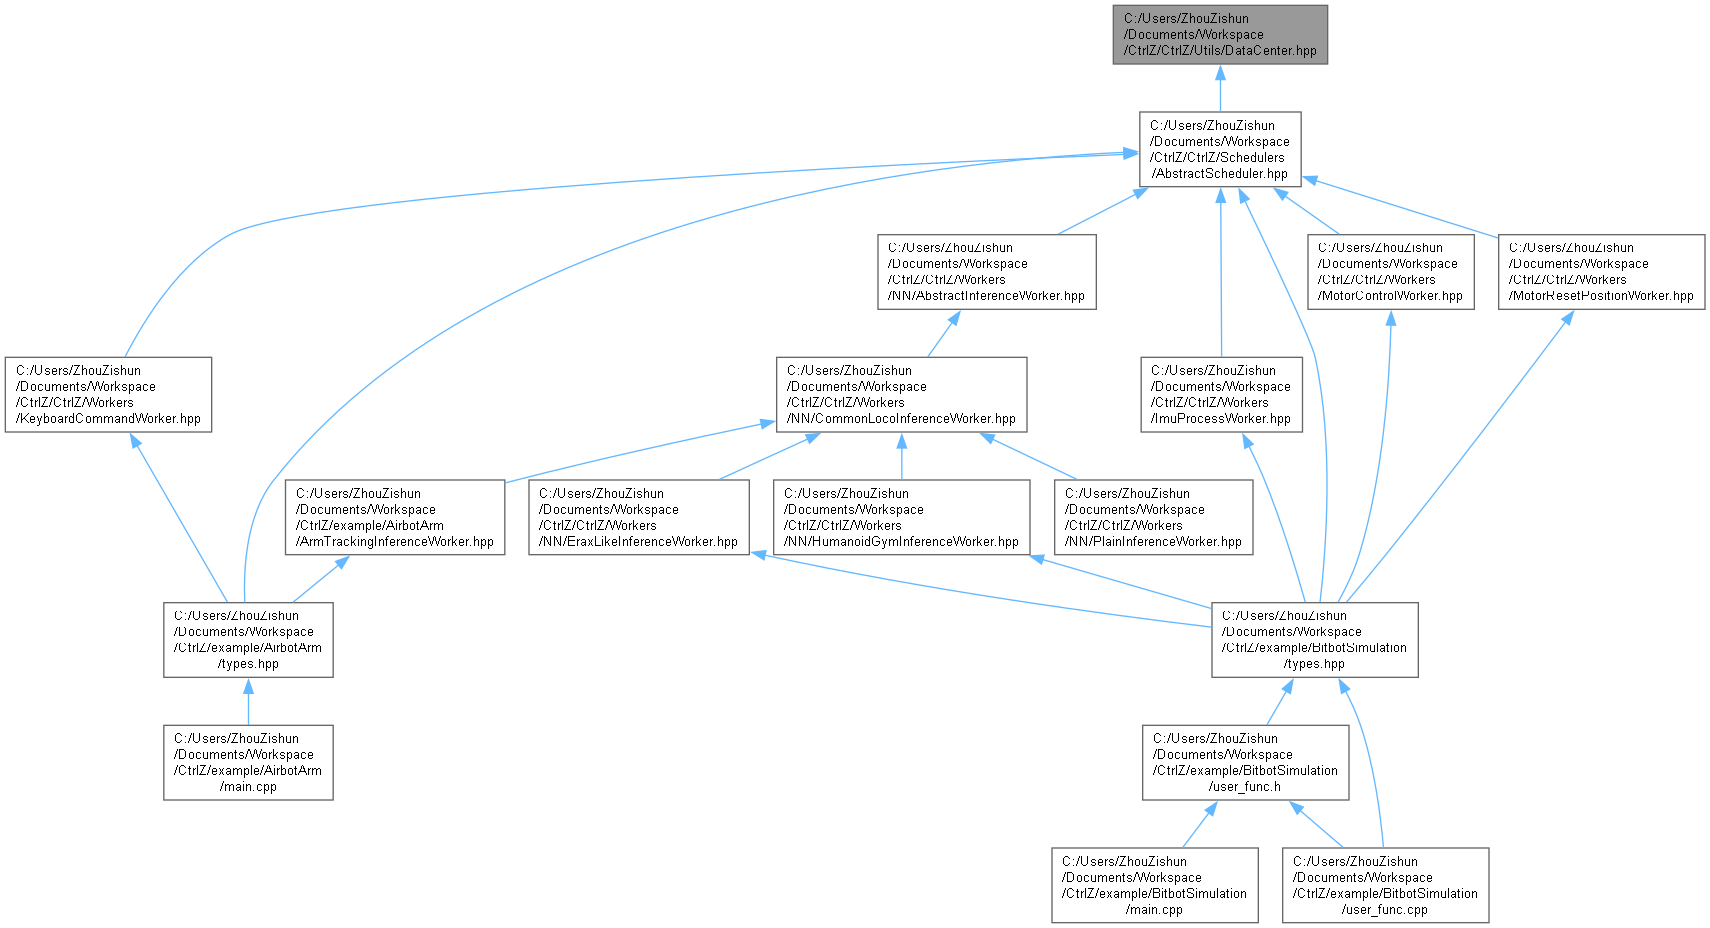 C:/Users/ZhouZishun
/Documents/Workspace
/CtrlZ/CtrlZ/Utils/DataCenter.hpp
C:/Users/ZhouZishun
/Documents/Workspace
/CtrlZ/CtrlZ/Schedulers
/AbstractScheduler.hpp
C:/Users/ZhouZishun
/Documents/Workspace
/CtrlZ/CtrlZ/Workers
/NN/AbstractInferenceWorker.hpp
C:/Users/ZhouZishun
/Documents/Workspace
/CtrlZ/CtrlZ/Workers
/MotorControlWorker.hpp
C:/Users/ZhouZishun
/Documents/Workspace
/CtrlZ/CtrlZ/Workers
/MotorResetPositionWorker.hpp
C:/Users/ZhouZishun
/Documents/Workspace
/CtrlZ/CtrlZ/Workers
/KeyboardCommandWorker.hpp
C:/Users/ZhouZishun
/Documents/Workspace
/CtrlZ/CtrlZ/Workers
/NN/CommonLocoInferenceWorker.hpp
C:/Users/ZhouZishun
/Documents/Workspace
/CtrlZ/CtrlZ/Workers
/ImuProcessWorker.hpp
C:/Users/ZhouZishun
/Documents/Workspace
/CtrlZ/example/AirbotArm
/ArmTrackingInferenceWorker.hpp
C:/Users/ZhouZishun
/Documents/Workspace
/CtrlZ/CtrlZ/Workers
/NN/EraxLikeInferenceWorker.hpp
C:/Users/ZhouZishun
/Documents/Workspace
/CtrlZ/CtrlZ/Workers
/NN/HumanoidGymInferenceWorker.hpp
C:/Users/ZhouZishun
/Documents/Workspace
/CtrlZ/CtrlZ/Workers
/NN/PlainInferenceWorker.hpp
C:/Users/ZhouZishun
/Documents/Workspace
/CtrlZ/example/AirbotArm
/types.hpp
C:/Users/ZhouZishun
/Documents/Workspace
/CtrlZ/example/BitbotSimulation
/types.hpp
C:/Users/ZhouZishun
/Documents/Workspace
/CtrlZ/example/AirbotArm
/main.cpp
C:/Users/ZhouZishun
/Documents/Workspace
/CtrlZ/example/BitbotSimulation
/user_func.h
C:/Users/ZhouZishun
/Documents/Workspace
/CtrlZ/example/BitbotSimulation
/main.cpp
C:/Users/ZhouZishun
/Documents/Workspace
/CtrlZ/example/BitbotSimulation
/user_func.cpp